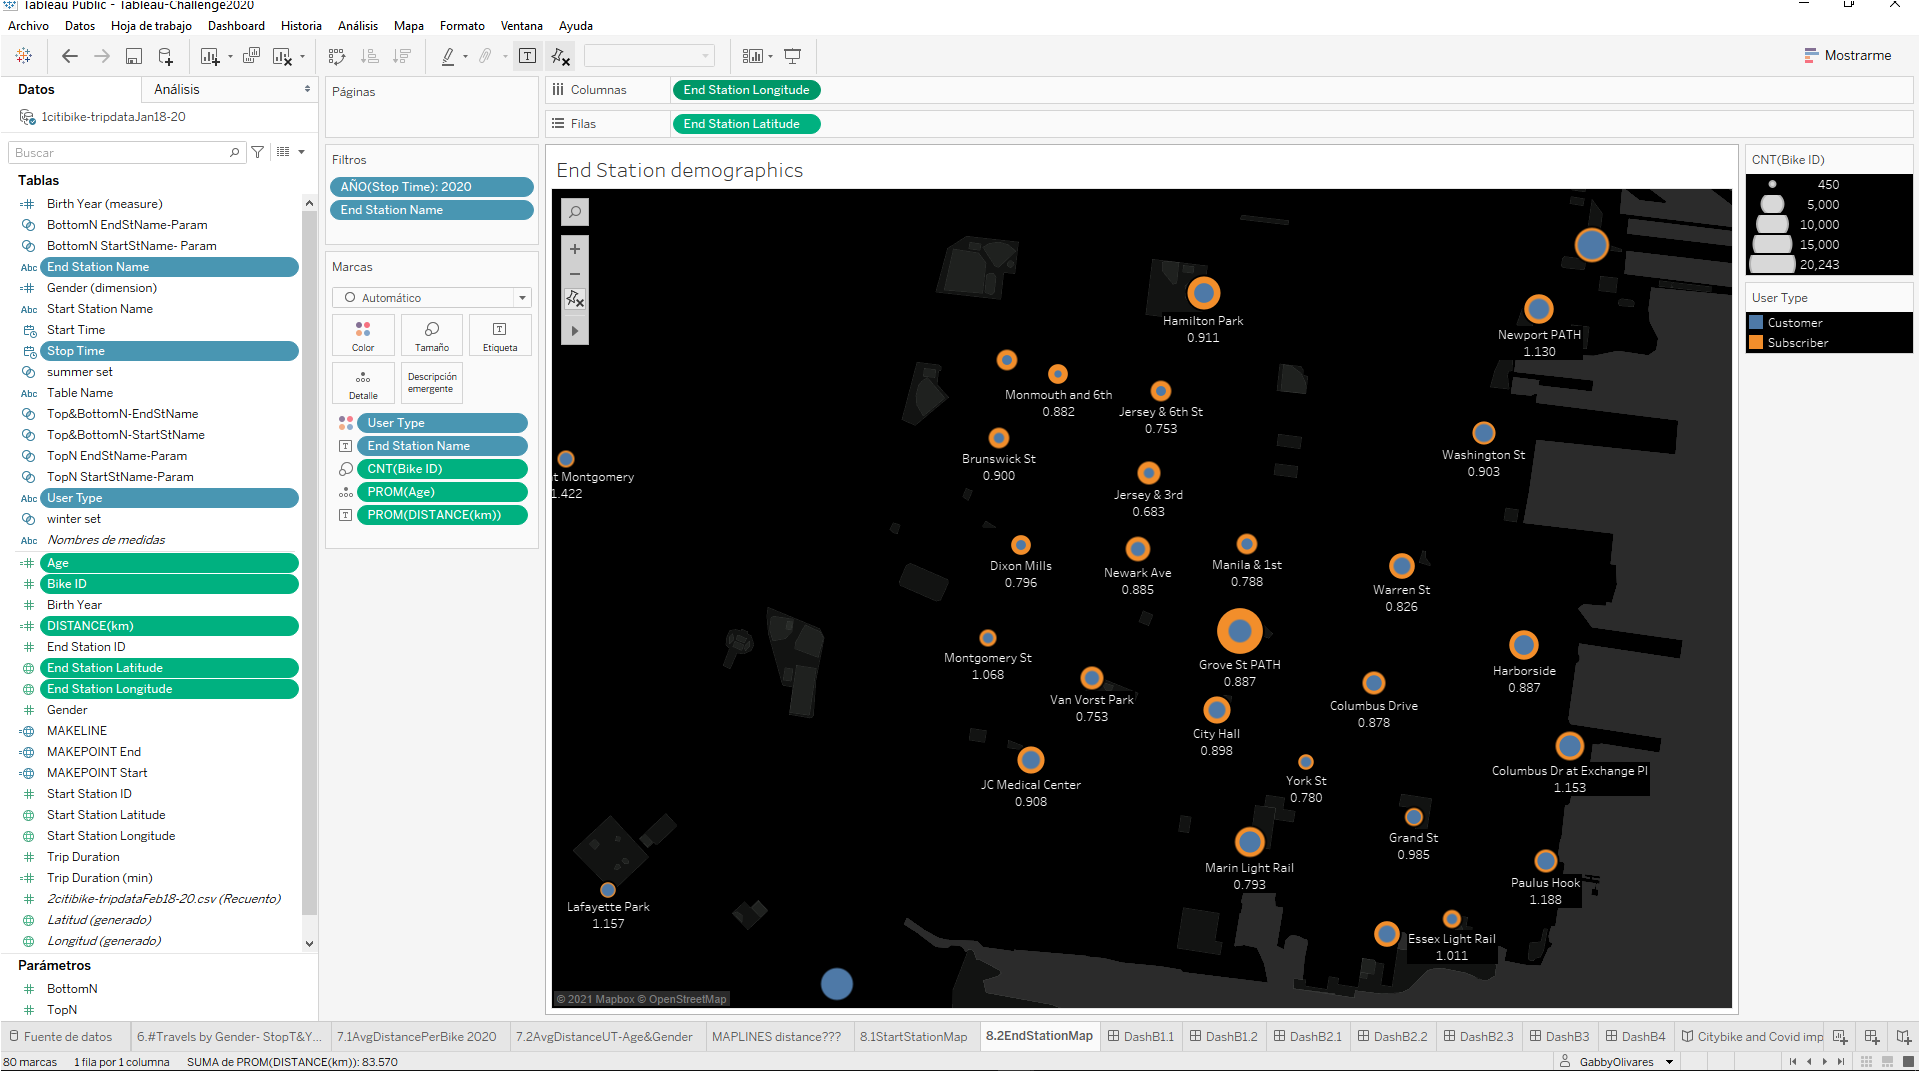 Tableau Public - Tableau-Challenge2020
Archivo Datos Hoja de trabajo Dashboard Historia Análisis Mapa Formato Ventana Ayuda
Mostrarme
Datos Análisis
1citibike-tripdataJan18-20
Buscar
Tablas
Birth Year (measure)
BottomN EndStName-Param
BottomN StartStName- Param
Abc End Station Name
Gender (dimension)
Abc Start Station Name
Start Time
Stop Time
summer set
Abc Table Name
Top&BottomN-EndStName
Top&BottomN-StartStName
TopN EndStName-Param
TopN StartStName-Param
Abc User Type
winter set
Abc Nombres de medidas
Age
Bike ID
Birth Year
DISTANCE(km)
End Station ID
End Station Latitude
End Station Longitude
Gender
MAKELINE
MAKEPOINT End
MAKEPOINT Start
Start Station ID
Start Station Latitude
Start Station Longitude
Trip Duration
Trip Duration (min)
2citibike-tripdataFeb18-20.csv (Recuento)
Latitud (generado)
Longitud (generado)
Parámetros
BottomN
TopN
Páginas
Filtros
AÑO(Stop Time): 2020
End Station Name
Marcas
Automático
Color Tamaño Etiqueta
Detalle Descripción emergente
User Type
End Station Name
CNT(Bike ID)
PROM(Age)
PROM(DISTANCE(km))
Columnas End Station Longitude
Filas End Station Latitude
End Station demographics
Hamilton Park
0.911
Newport PATH
1.130
Monmouth and 6th
0.882
Jersey & 6th St
0.753
Brunswick St
0.900
Washington St
0.903
t Montgomery
1.422
Jersey & 3rd
0.683
Dixon Mills
0.796
Newark Ave
0.885
Manila & 1st
0.788
Warren St
0.826
Montgomery St
1.068
Grove St PATH
0.887
Harborside
0.887
Van Vorst Park
0.753
Columbus Drive
0.878
City Hall
0.898
Columbus Dr at Exchange Pl
1.153
JC Medical Center
0.908
York St
0.780
Grand St
0.985
Marin Light Rail
0.793
Paulus Hook
1.188
Lafayette Park
1.157
Essex Light Rail
1.011
© 2021 Mapbox © OpenStreetMap
CNT(Bike ID)
450
5,000
10,000
15,000
20,243
User Type
Customer
Subscriber
Fuente de datos 6.#Travels by Gender- StopT&Y... 7.1AvgDistancePerBike 2020 7.2AvgDistanceUT-Age&Gender MAPLINES distance??? 8.1StartStationMap 8.2EndStationMap DashB1.1 DashB1.2 DashB2.1 DashB2.2 DashB2.3 DashB3 DashB4 Citybike and Covid imp
80 marcas 1 fila por 1 columna SUMA de PROM(DISTANCE(km)): 83.570 GabbyOlivares